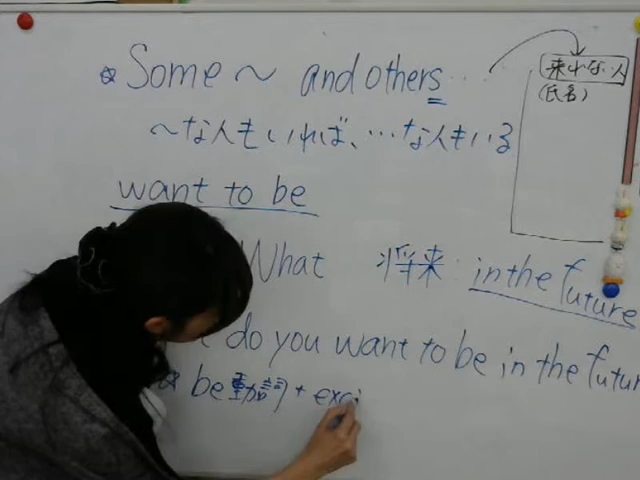 ☆ Some ～ and others …
来れない人
(氏名)
～な人もいれば、…な人もいる
want to be
What 将来: in the future
do you want to be in the futur
☆ be動詞 + exci